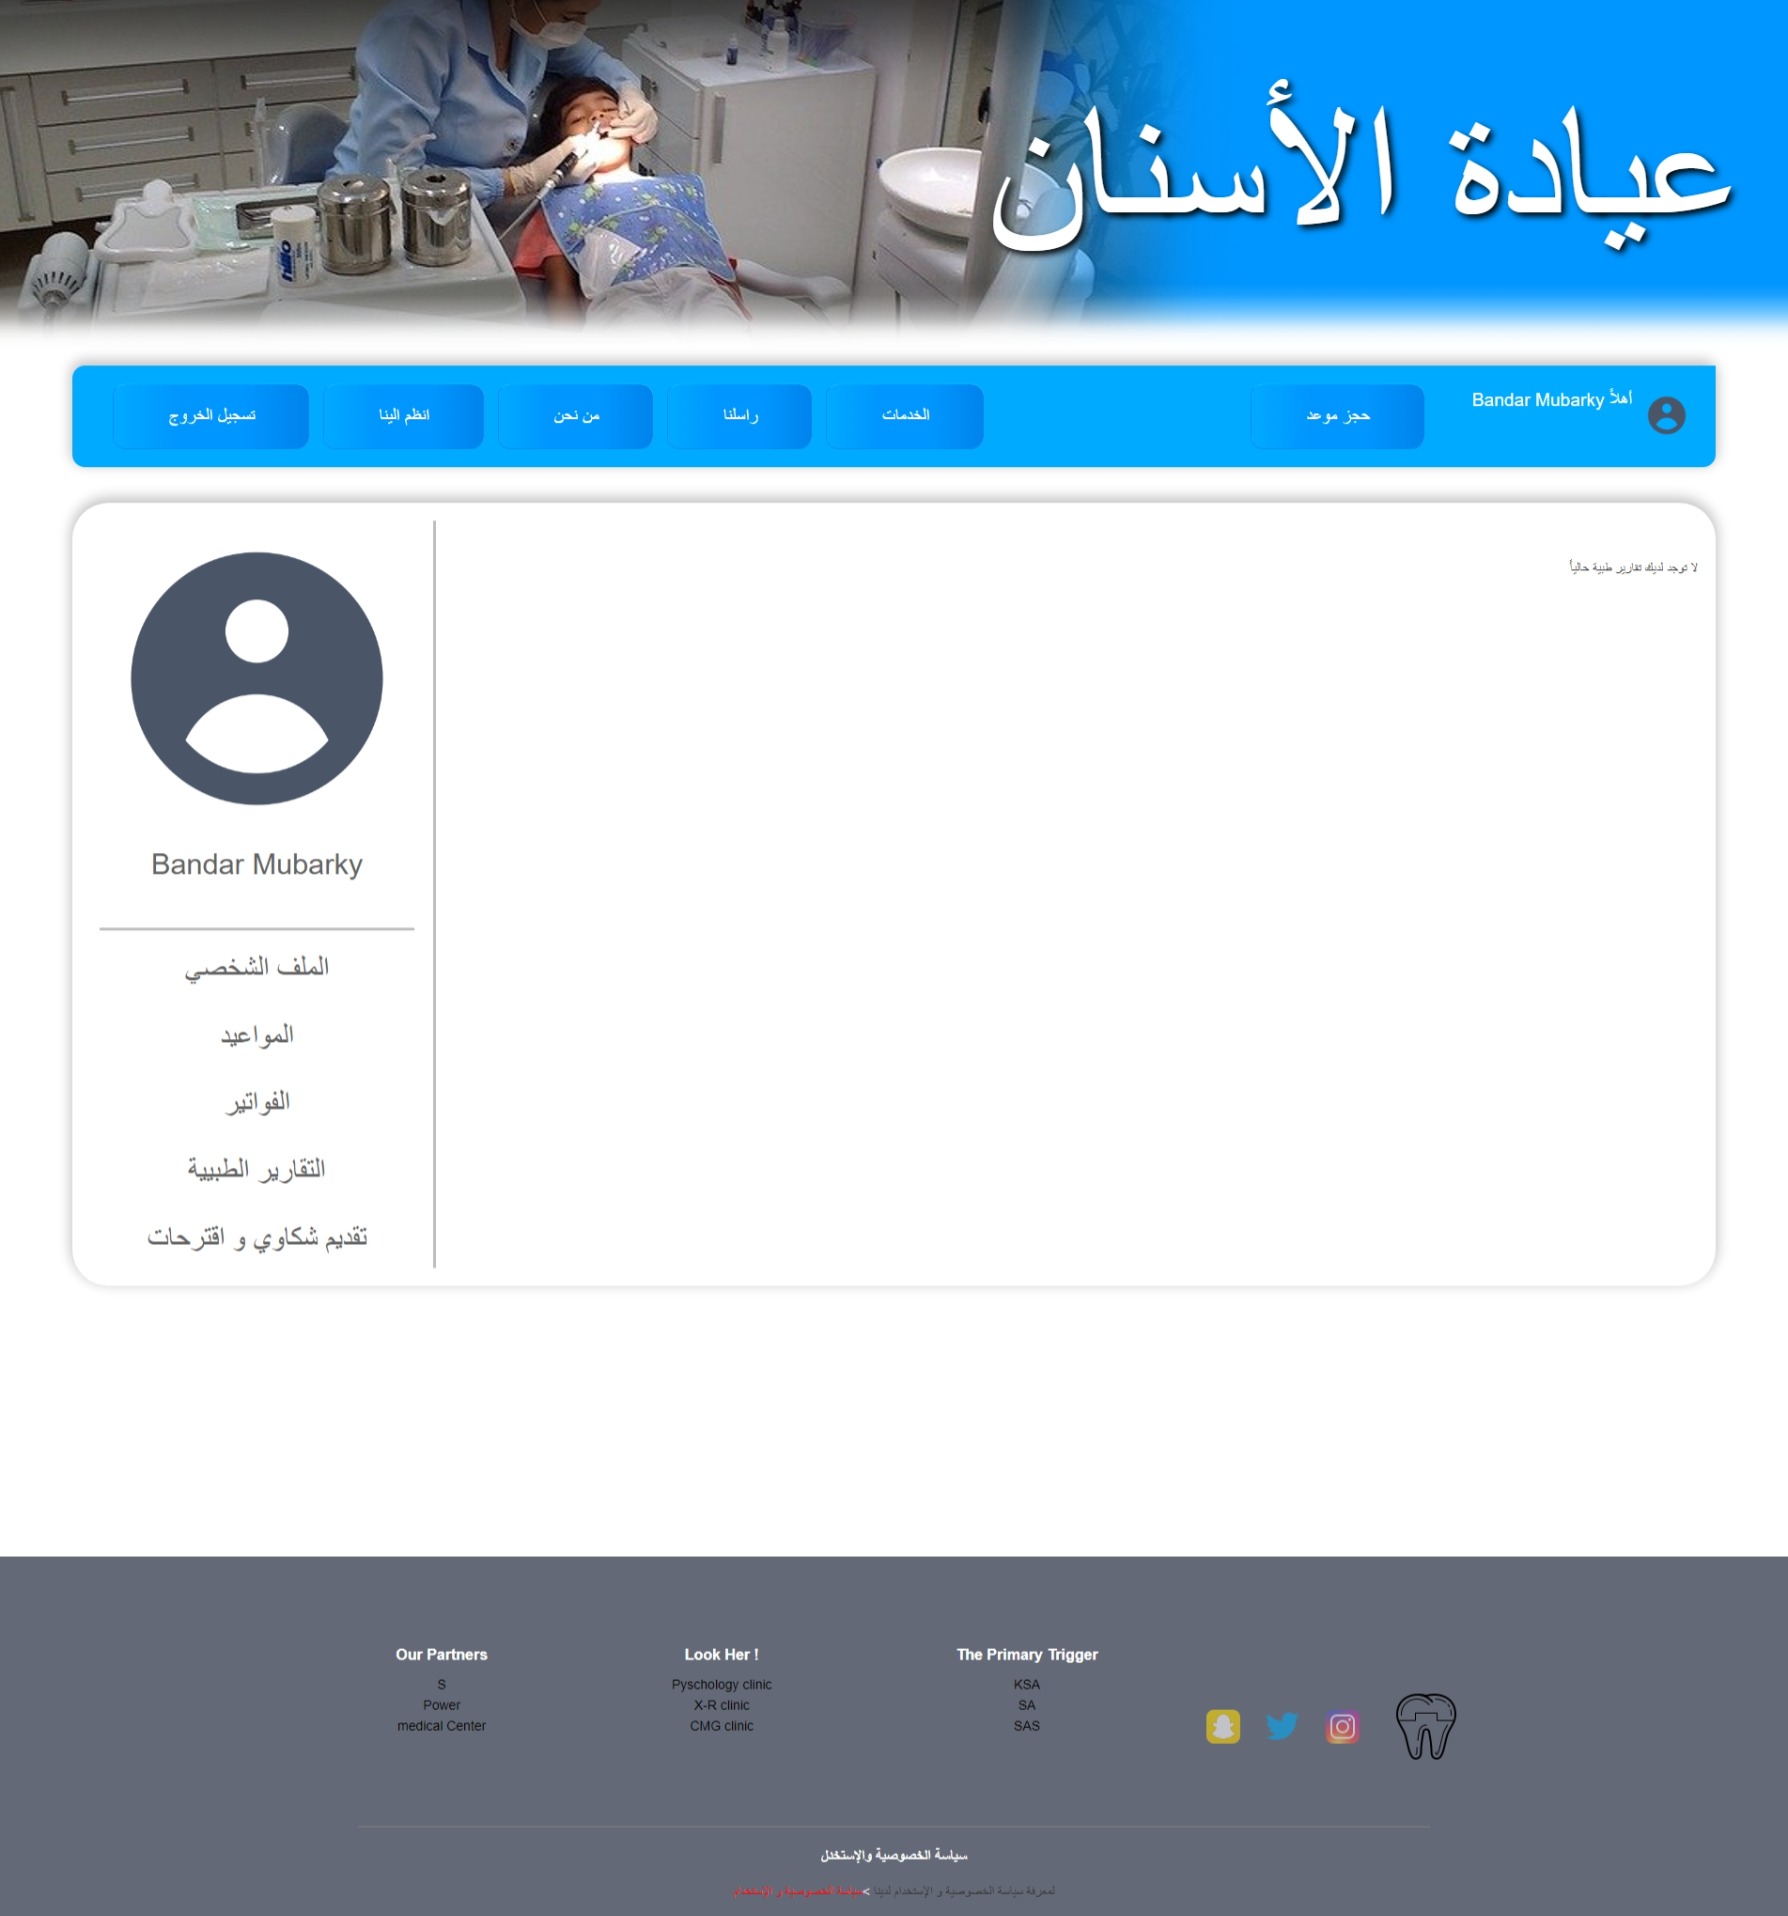 عيادة الأسنان
أهلاً Bandar Mubarky
حجز موعد
الخدمات
راسلنا
من نحن
انظم الينا
تسجيل الخروج
لا توجد لديك تقارير طبية حالياً
Bandar Mubarky
الملف الشخصي
المواعيد
الفواتير
التقارير الطبيية
تقديم شكاوي و اقترحات
Our Partners
S
Power
medical Center
Look Her !
Pyschology clinic
X-R clinic
CMG clinic
The Primary Trigger
KSA
SA
SAS
سياسة الخصوصية والإستخدل
لمعرفة سياسة الخصوصية و الإستخدام لدينا >سياسة الخصوصية و الإستخدام